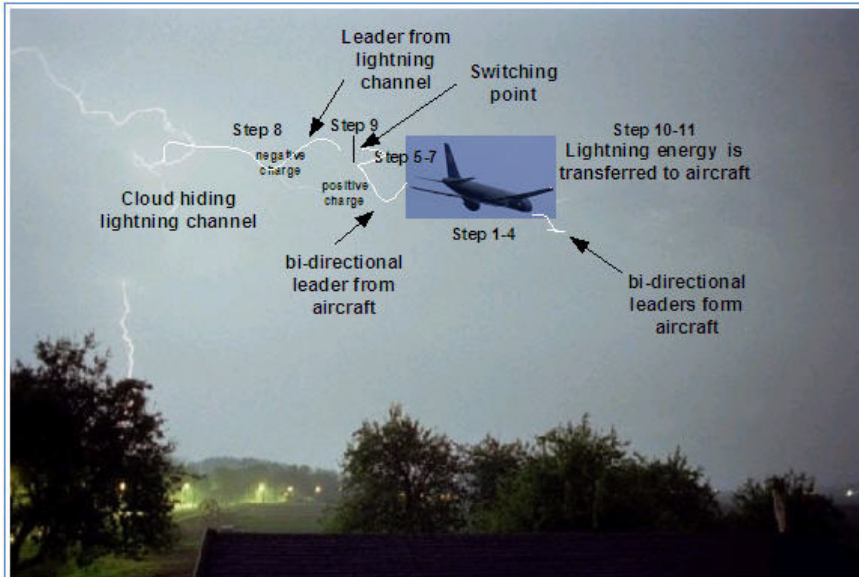 Leader from
lightning
channel
Switching
point
Step 8
Step 9
negative
charge
Step 5-7
positive
charge
Step 10-11
Lightning energy is
transferred to aircraft
Cloud hiding
lightning channel
Step 1-4
bi-directional
leader from
aircraft
bi-directional
leaders form
aircraft